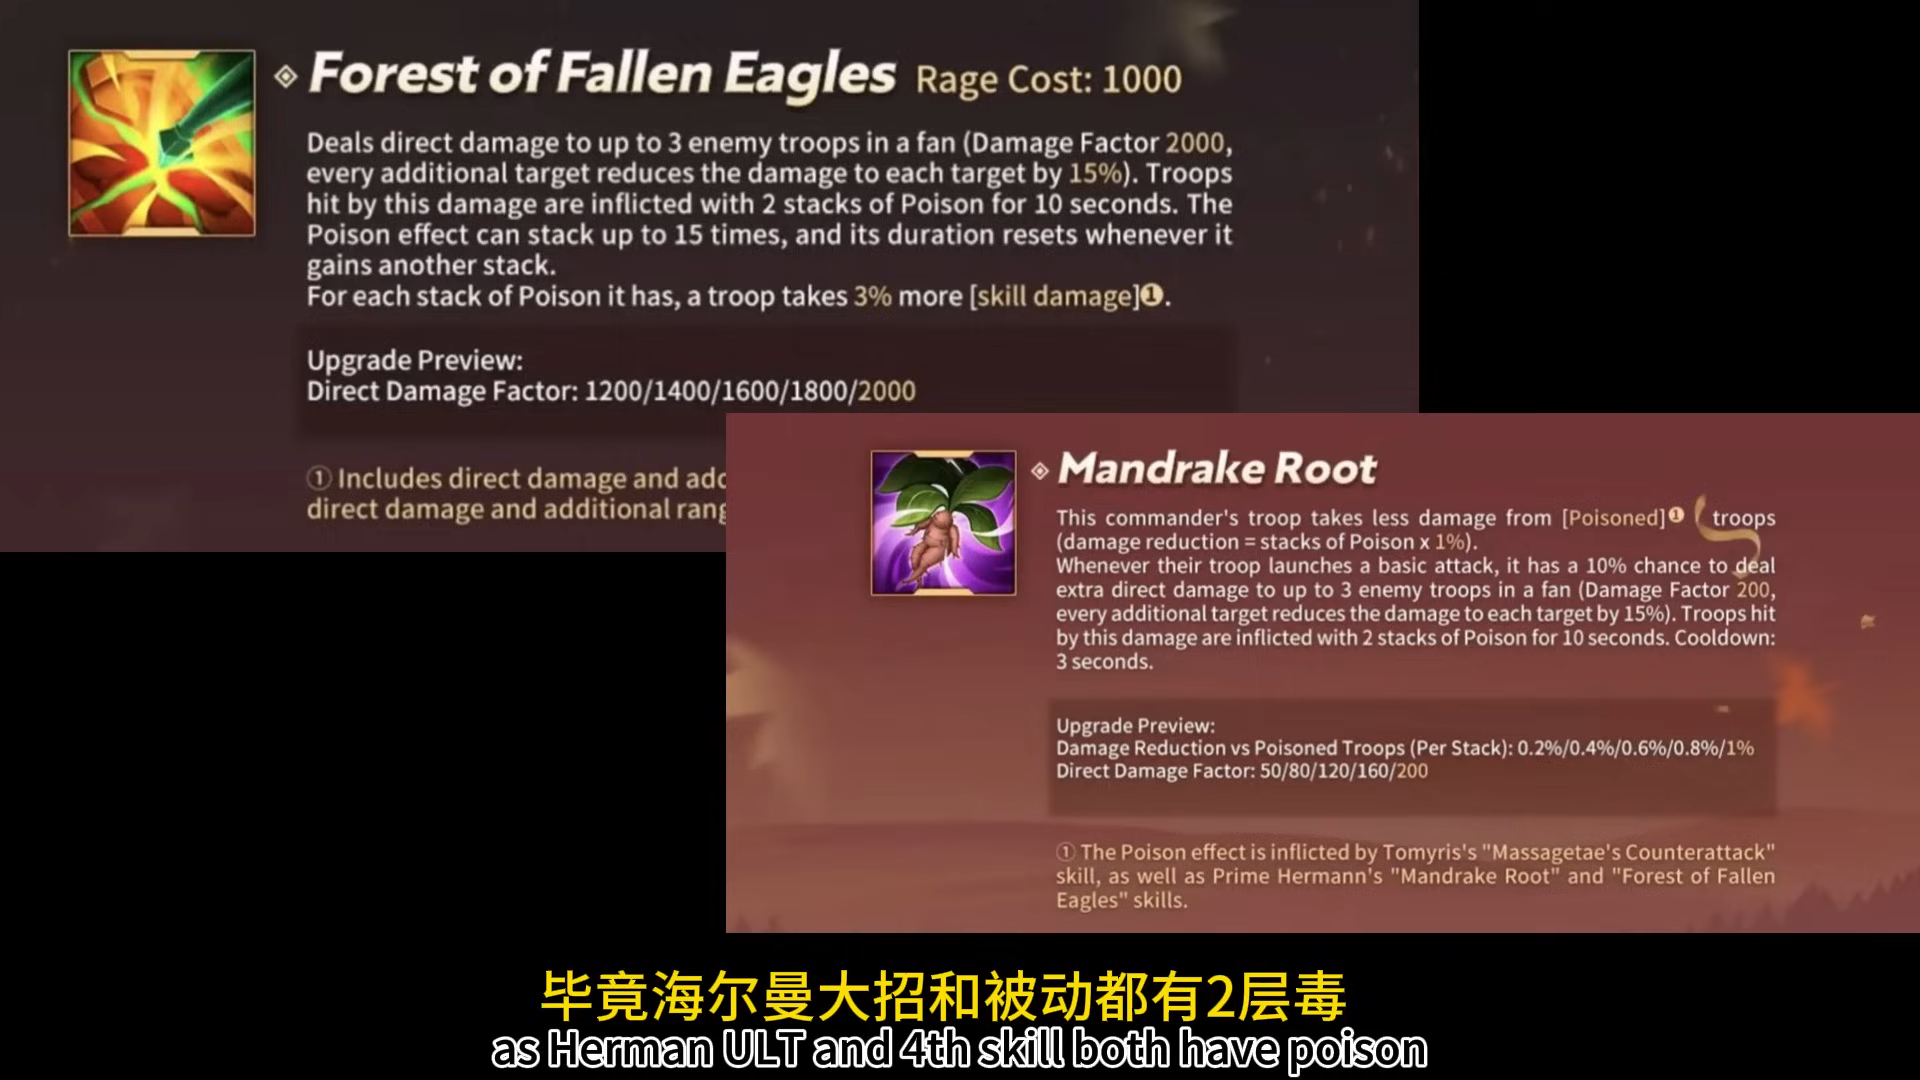 Forest of Fallen Eagles Rage Cost: 1000
Deals direct damage to up to 3 enemy troops in a fan (Damage Factor 2000,
every additional target reduces the damage to each target by 15%). Troops
hit by this damage are inflicted with 2 stacks of Poison for 10 seconds. The
Poison effect can stack up to 15 times, and its duration resets whenever it
gains another stack.
For each stack of Poison it has, a troop takes 3% more [skill damage]①.
Upgrade Preview:
Direct Damage Factor: 1200/1400/1600/1800/2000
① Includes direct damage and
direct damage and additional
Mandrake Root
This commander's troop takes less damage from [Poisoned]① troops
(damage reduction = stacks of Poison x 1%).
Whenever their troop launches a basic attack, it has a 10% chance to deal
extra direct damage to up to 3 enemy troops in a fan (Damage Factor 200,
every additional target reduces the damage to each target by 15%). Troops hit
by this damage are inflicted with 2 stacks of Poison for 10 seconds. Cooldown:
3 seconds.
Upgrade Preview:
Damage Reduction vs Poisoned Troops (Per Stack): 0.2%/0.4%/0.6%/0.8%/1%
Direct Damage Factor: 50/80/120/160/200
① The Poison effect is inflicted by Tomyris's "Massagetae's Counterattack"
skill, as well as Prime Hermann's "Mandrake Root" and "Forest of Fallen
Eagles" skills.
毕竟海尔曼大招和被动都有2层毒
as Herman ULT and 4th skill both have poison